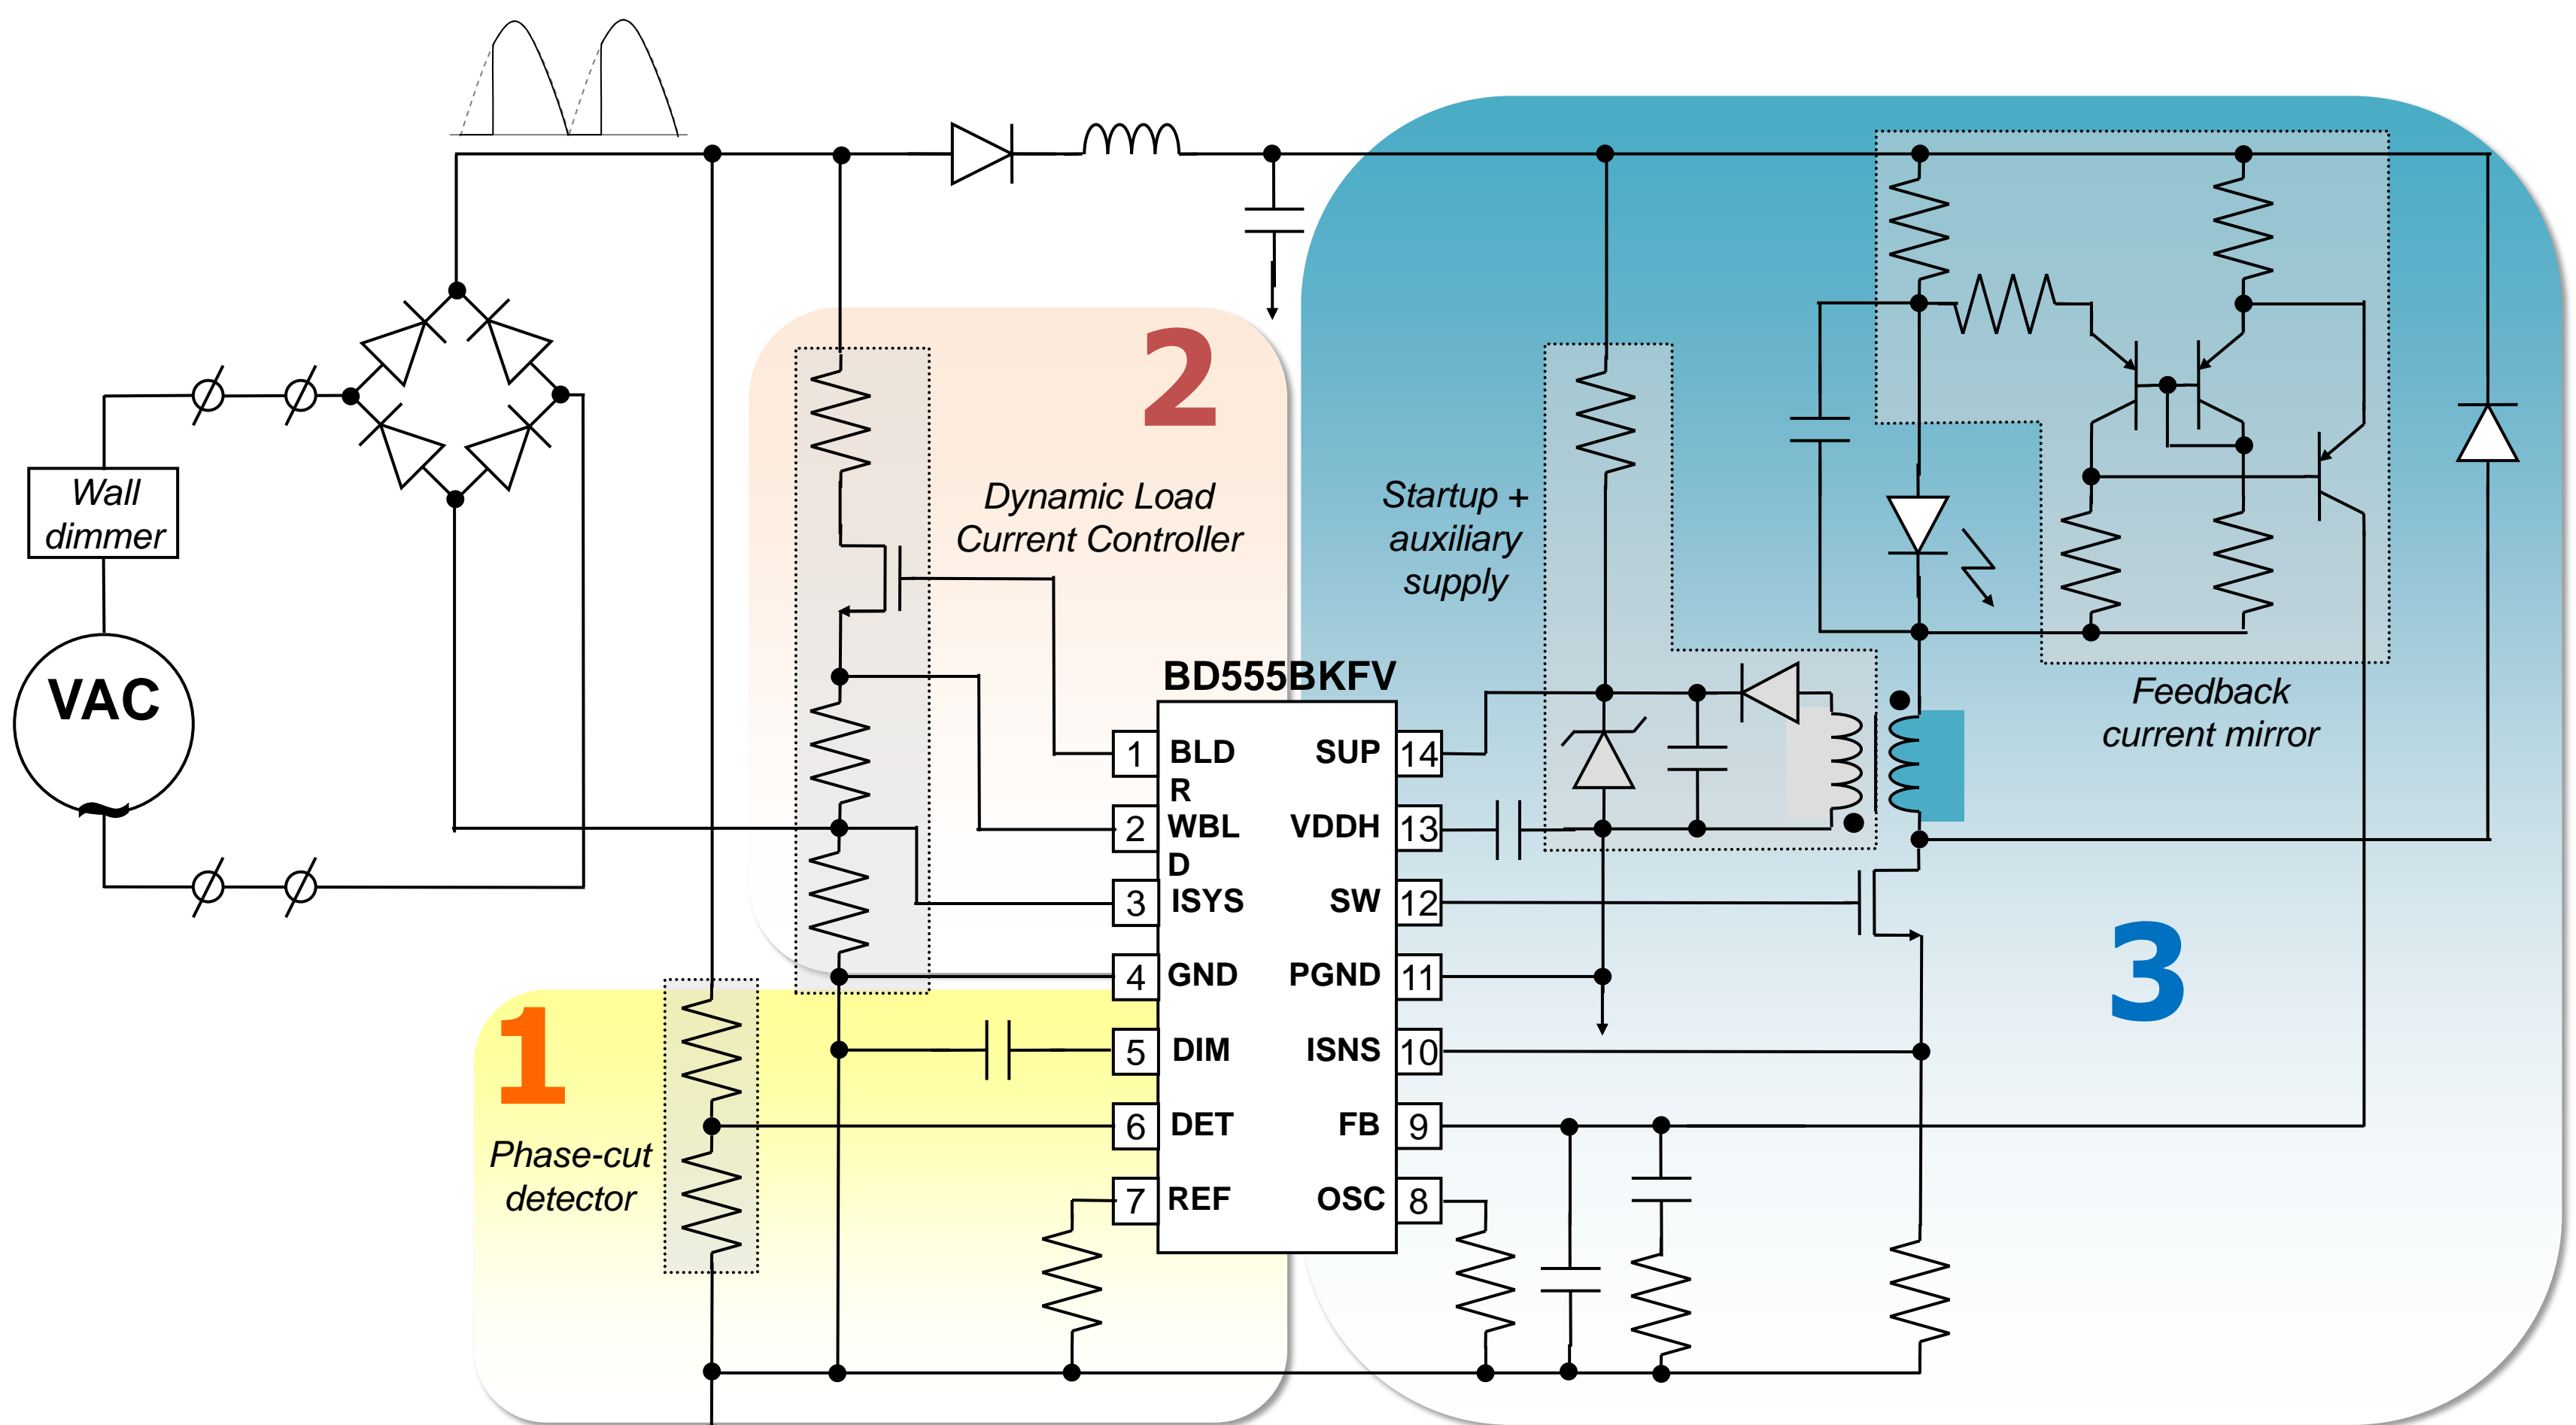 2
Dynamic Load
Current Controller
Startup +
auxiliary
supply
Wall
dimmer
VAC
BD555BKFV
Feedback
current mirror
1 BLD
R
SUP 14
2 WBL
D
VDDH 13
3 ISYS
SW 12
4 GND
PGND 11
5 DIM
ISNS 10
6 DET
FB 9
7 REF
OSC 8
3
1
Phase-cut
detector